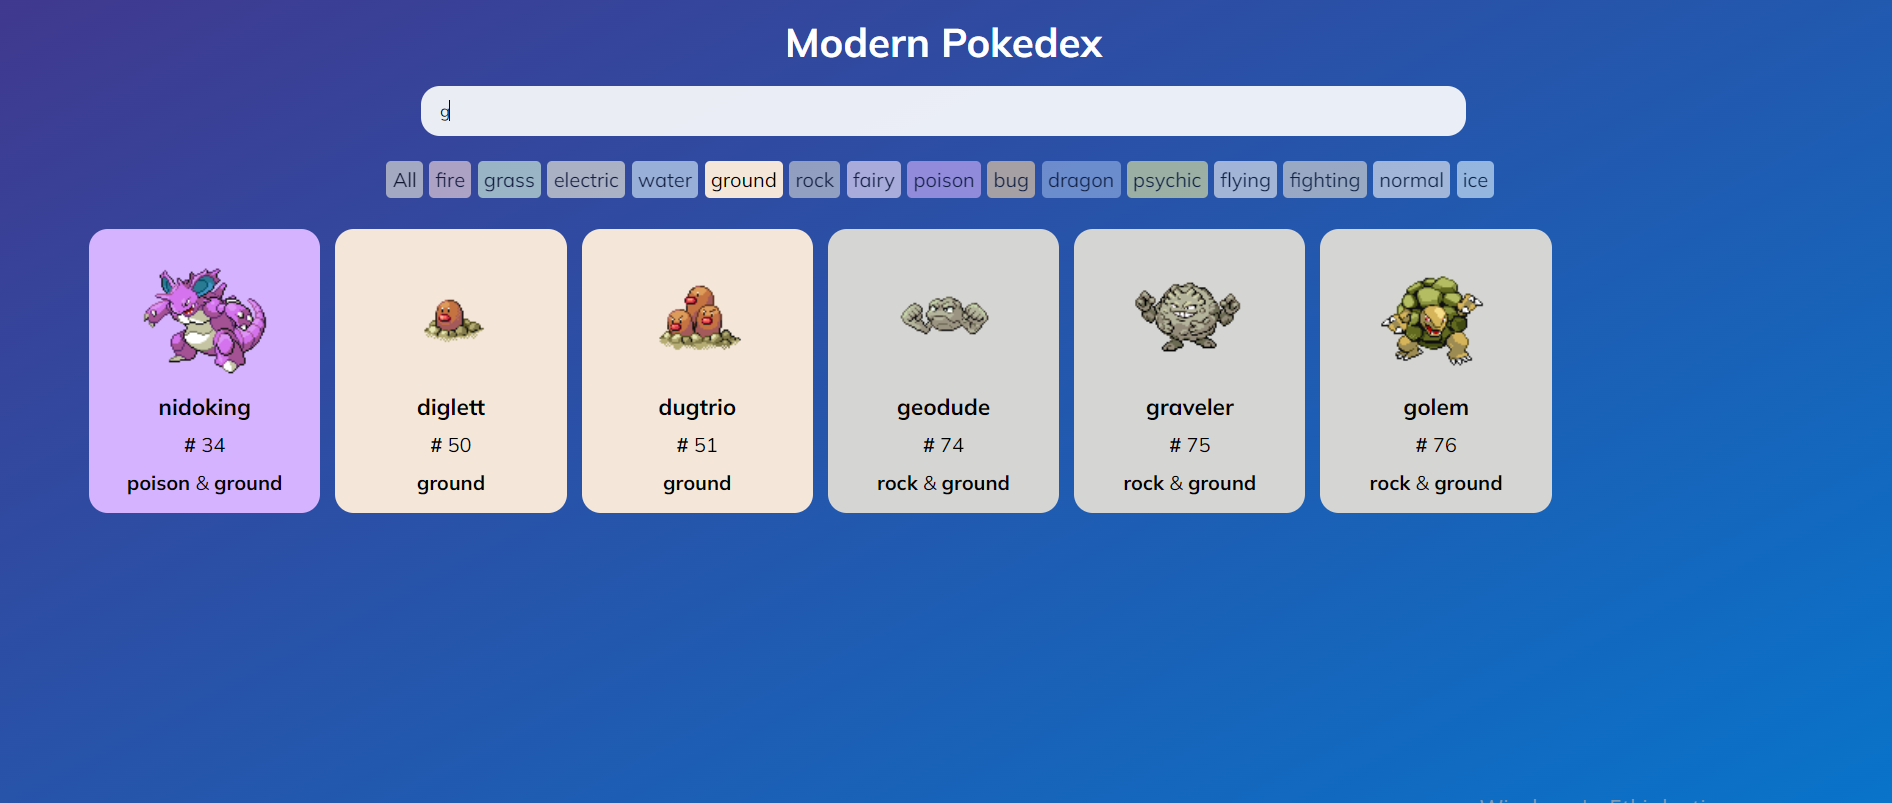 Modern Pokedex
g
All fire grass electric water ground rock fairy poison bug dragon psychic flying fighting normal ice
nidoking diglett dugtrio geodude graveler golem
# 34 # 50 # 51 # 74 # 75 # 76
poison & ground ground ground rock & ground rock & ground rock & ground